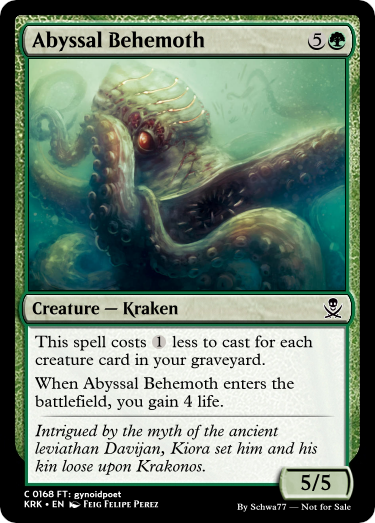 Abyssal Behemoth 5
Creature — Kraken
This spell costs 1 less to cast for each
creature card in your graveyard.
When Abyssal Behemoth enters the
battlefield, you gain 4 life.
Intrigued by the myth of the ancient
leviathan Davijan, Kiora set him and his
kin loose upon Krakonos.
5/5
C 0168 FT: gynoidpoet
KRK • EN Feig Felipe Perez
By Schwa77 — Not for Sale